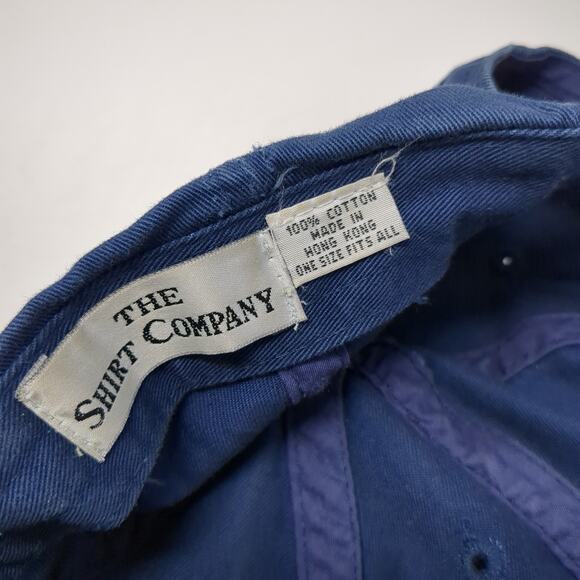 THE
SHIRT COMPANY
100% COTTON
MADE IN
HONG KONG
ONE SIZE FITS ALL